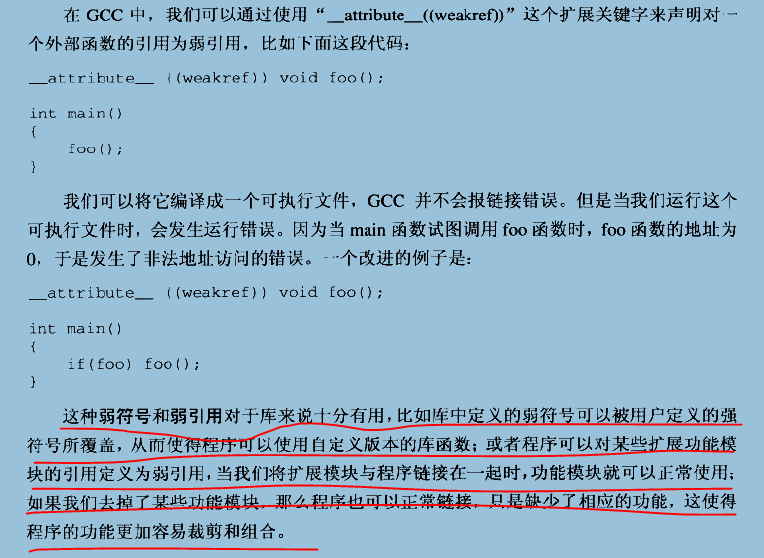 在 GCC 中，我们可以通过使用“__attribute__((weakref))”这个扩展关键字来声明对一
个外部函数的引用为弱引用，比如下面这段代码：
__attribute__ ((weakref)) void foo();
int main()
{
foo();
}
我们可以将它编译成一个可执行文件，GCC 并不会报链接错误。但是当我们运行这个
可执行文件时，会发生运行错误。因为当 main 函数试图调用 foo 函数时，foo 函数的地址为
0，于是发生了非法地址访问的错误。一个改进的例子是：
__attribute__ ((weakref)) void foo();
int main()
{
if(foo) foo();
}
这种弱符号和弱引用对于库来说十分有用，比如库中定义的弱符号可以被用户定义的强
符号所覆盖，从而使得程序可以使用自定义版本的库函数；或者程序可以对某些扩展功能模
块的引用定义为弱引用，当我们将扩展模块与程序链接在一起时，功能模块就可以正常使用；
如果我们去掉了某些功能模块，那么程序也可以正常链接，只是缺少了相应的功能，这使得
程序的功能更加容易裁剪和组合。